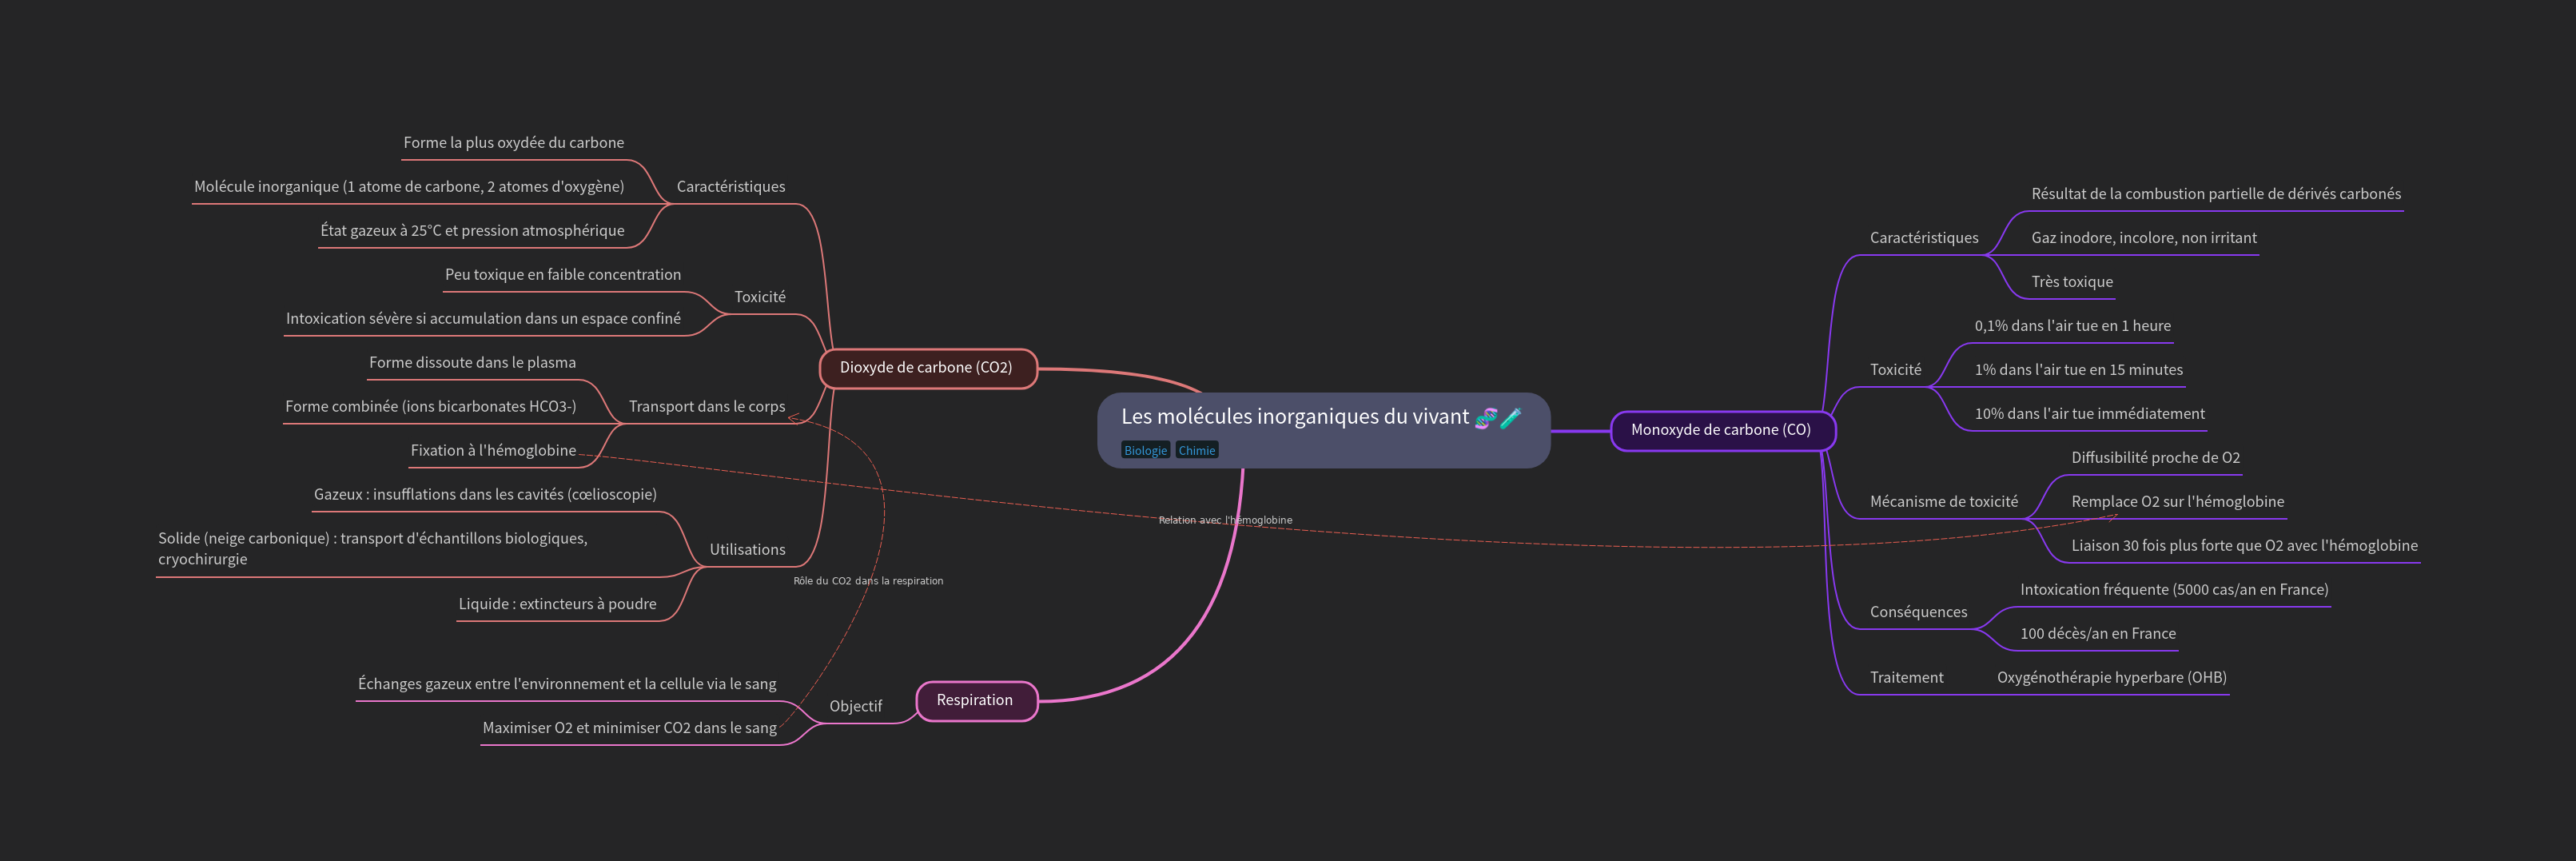 Les molécules inorganiques du vivant 🧬🧪
Biologie Chimie
Dioxyde de carbone (CO2)
Caractéristiques
Forme la plus oxydée du carbone
Molécule inorganique (1 atome de carbone, 2 atomes d'oxygène)
État gazeux à 25°C et pression atmosphérique
Toxicité
Peu toxique en faible concentration
Intoxication sévère si accumulation dans un espace confiné
Transport dans le corps
Forme dissoute dans le plasma
Forme combinée (ions bicarbonates HCO3-)
Fixation à l'hémoglobine
Utilisations
Gazeux : insufflations dans les cavités (cœlioscopie)
Solide (neige carbonique) : transport d'échantillons biologiques,
cryochirurgie
Liquide : extincteurs à poudre
Rôle du CO2 dans la respiration
Relation avec l'hémoglobine
Respiration
Objectif
Échanges gazeux entre l'environnement et la cellule via le sang
Maximiser O2 et minimiser CO2 dans le sang
Monoxyde de carbone (CO)
Caractéristiques
Résultat de la combustion partielle de dérivés carbonés
Gaz inodore, incolore, non irritant
Très toxique
Toxicité
0,1% dans l'air tue en 1 heure
1% dans l'air tue en 15 minutes
10% dans l'air tue immédiatement
Mécanisme de toxicité
Diffusibilité proche de O2
Remplace O2 sur l'hémoglobine
Liaison 30 fois plus forte que O2 avec l'hémoglobine
Conséquences
Intoxication fréquente (5000 cas/an en France)
100 décès/an en France
Traitement
Oxygénothérapie hyperbare (OHB)